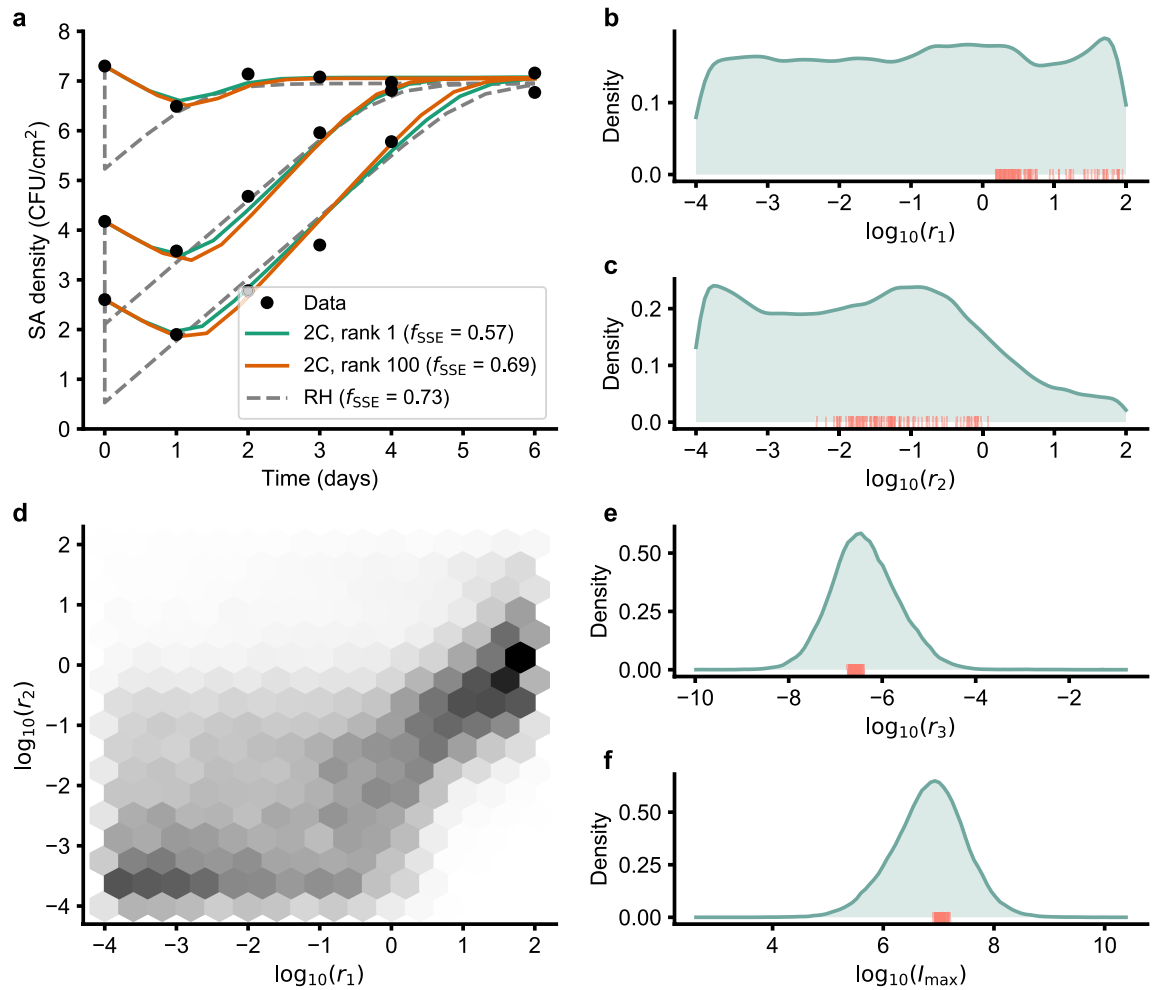 a
8
7
6
5
4
3
2
1
0
SA density (CFU/cm²)
Data
2C, rank 1 (f_SSE = 0.57)
2C, rank 100 (f_SSE = 0.69)
RH (f_SSE = 0.73)
0 1 2 3 4 5 6
Time (days)
b
0.1
0.0
Density
−4 −3 −2 −1 0 1 2
log₁₀(r₁)
c
0.2
0.1
0.0
Density
−4 −3 −2 −1 0 1 2
log₁₀(r₂)
d
2
1
0
−1
−2
−3
−4
log₁₀(r₂)
−4 −3 −2 −1 0 1 2
log₁₀(r₁)
e
0.50
0.25
0.00
Density
−10 −8 −6 −4 −2
log₁₀(r₃)
f
0.50
0.25
0.00
Density
4 6 8 10
log₁₀(I_max)